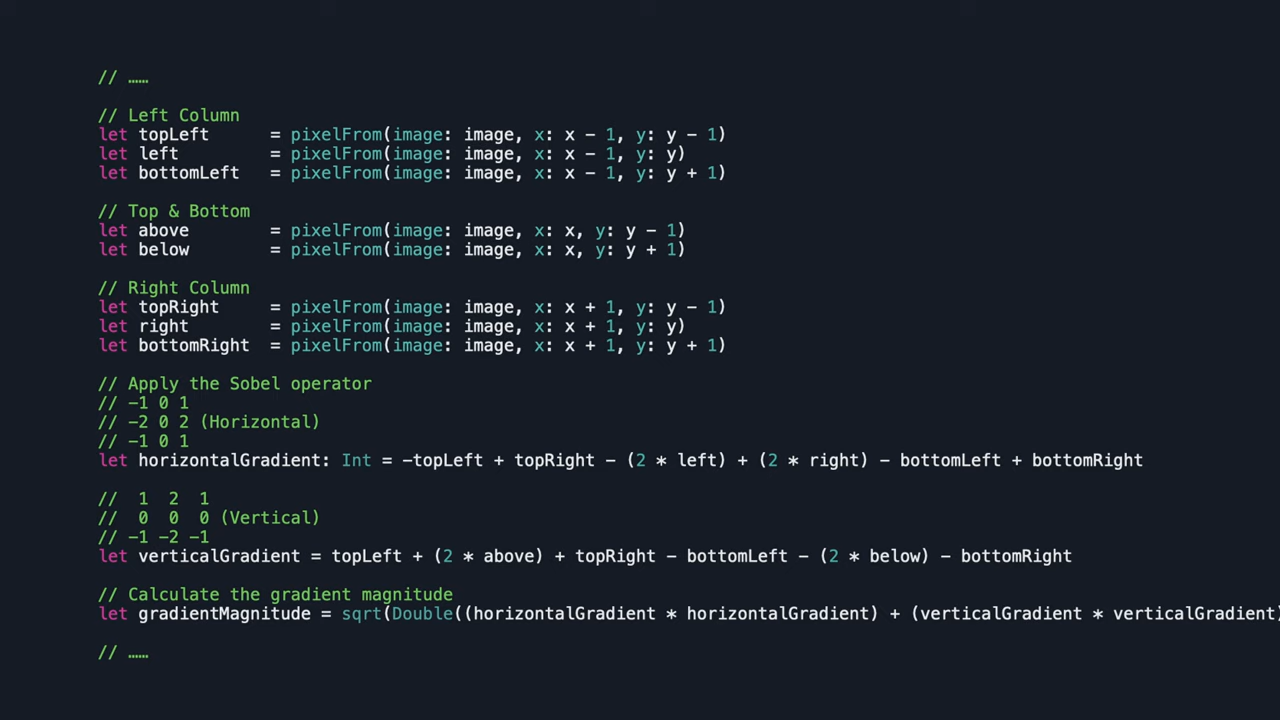 // ……
// Left Column
let topLeft      = pixelFrom(image: image, x: x - 1, y: y - 1)
let left         = pixelFrom(image: image, x: x - 1, y: y)
let bottomLeft   = pixelFrom(image: image, x: x - 1, y: y + 1)
// Top & Bottom
let above        = pixelFrom(image: image, x: x, y: y - 1)
let below        = pixelFrom(image: image, x: x, y: y + 1)
// Right Column
let topRight     = pixelFrom(image: image, x: x + 1, y: y - 1)
let right        = pixelFrom(image: image, x: x + 1, y: y)
let bottomRight  = pixelFrom(image: image, x: x + 1, y: y + 1)
// Apply the Sobel operator
// -1 0 1
// -2 0 2 (Horizontal)
// -1 0 1
let horizontalGradient: Int = -topLeft + topRight - (2 * left) + (2 * right) - bottomLeft + bottomRight
//  1  2  1
//  0  0  0 (Vertical)
// -1 -2 -1
let verticalGradient = topLeft + (2 * above) + topRight - bottomLeft - (2 * below) - bottomRight
// Calculate the gradient magnitude
let gradientMagnitude = sqrt(Double((horizontalGradient * horizontalGradient) + (verticalGradient * verticalGradient)
// ……